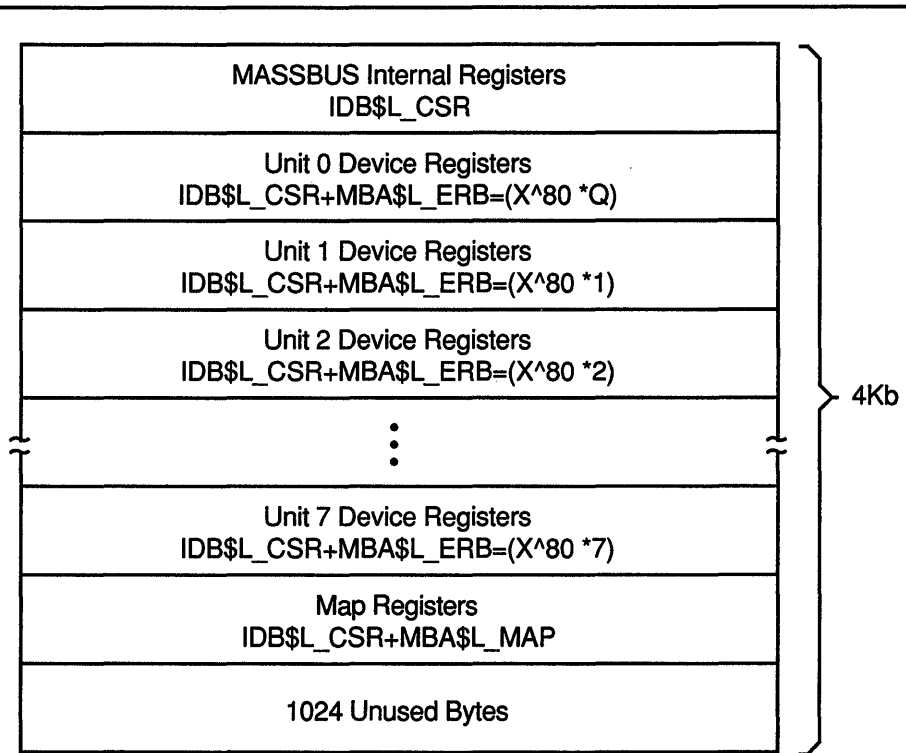 MASSBUS Internal Registers
IDB$L_CSR
Unit 0 Device Registers
IDB$L_CSR+MBA$L_ERB=(X^80 *Q)
Unit 1 Device Registers
IDB$L_CSR+MBA$L_ERB=(X^80 *1)
Unit 2 Device Registers
IDB$L_CSR+MBA$L_ERB=(X^80 *2)
4Kb
Unit 7 Device Registers
IDB$L_CSR+MBA$L_ERB=(X^80 *7)
Map Registers
IDB$L_CSR+MBA$L_MAP
1024 Unused Bytes